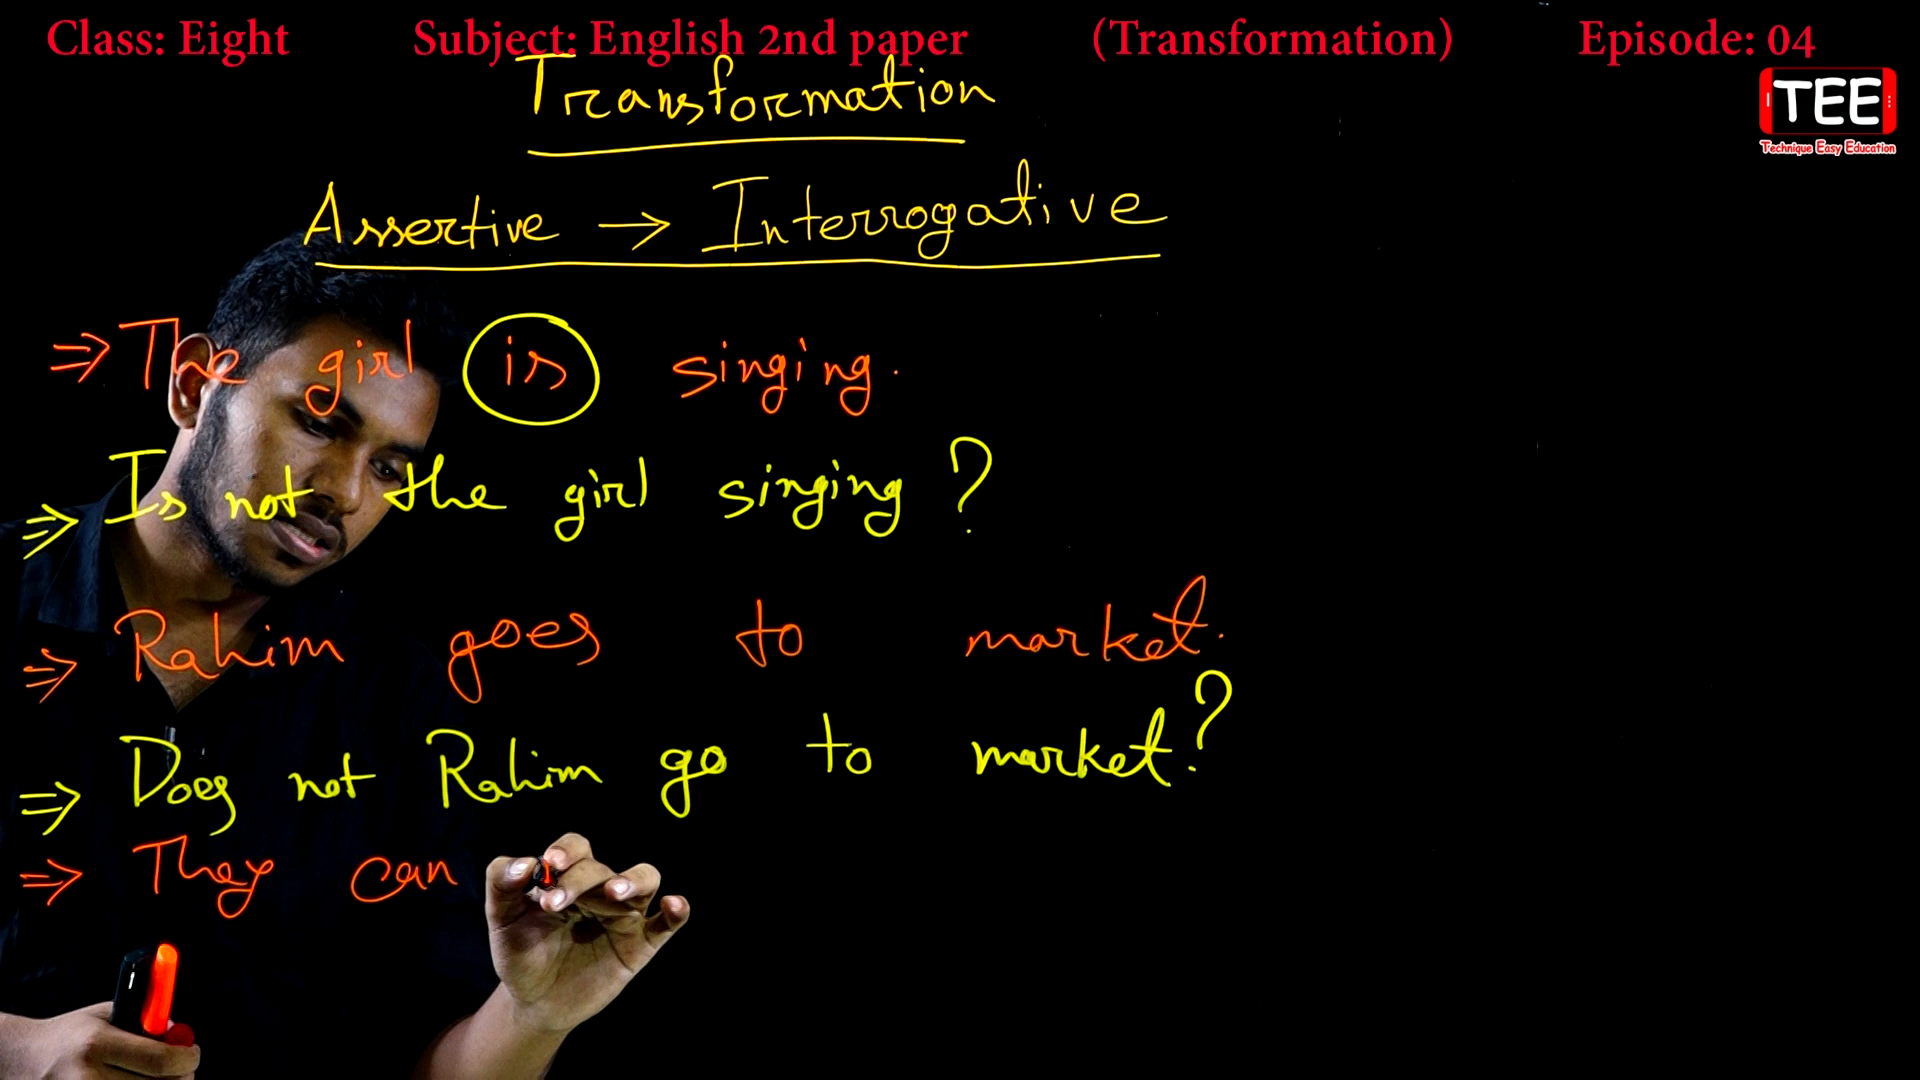 Class: Eight Subject: English 2nd paper (Transformation) Episode: 04
TEE
Technique Easy Education
Transformation
Assertive → Interrogative
⇒ The girl is singing.
⇒ Is not the girl singing?
⇒ Rahim goes to market.
⇒ Does not Rahim go to market?
⇒ They can